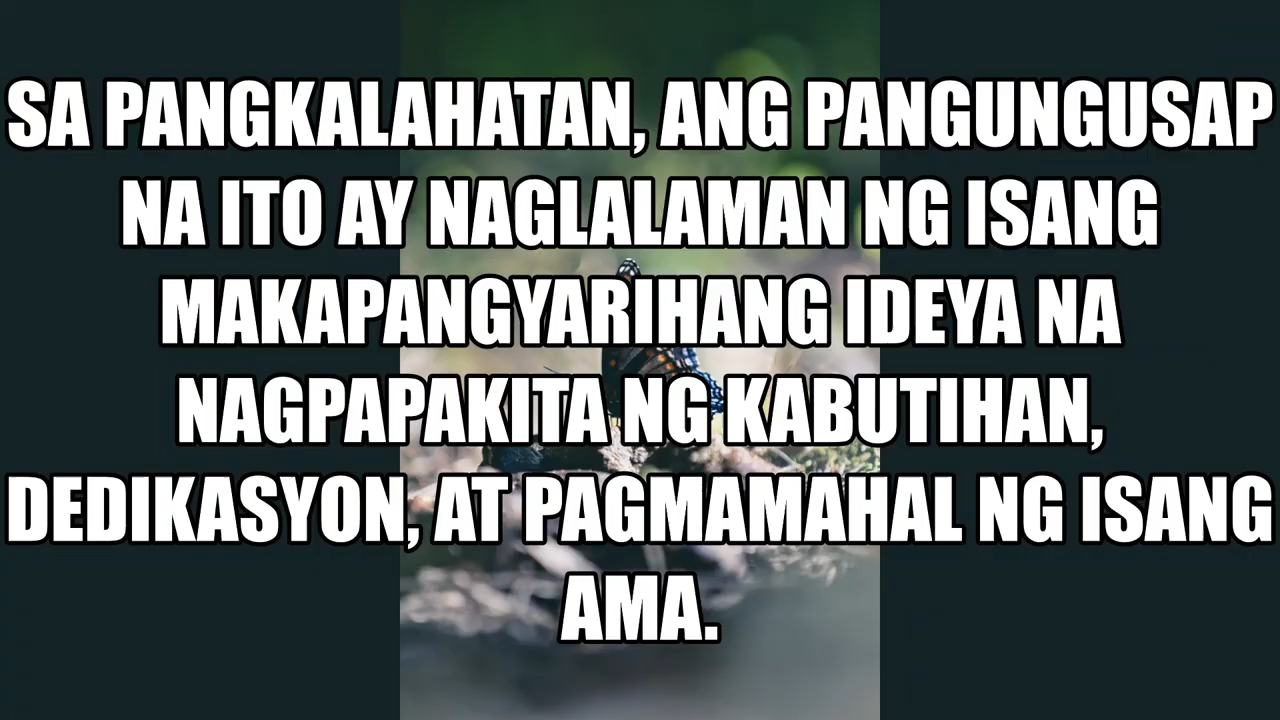 SA PANGKALAHATAN, ANG PANGUNGUSAP
NA ITO AY NAGLALAMAN NG ISANG
MAKAPANGYARIHANG IDEYA NA
NAGPAPAKITA NG KABUTIHAN,
DEDIKASYON, AT PAGMAMAHAL NG ISANG
AMA.